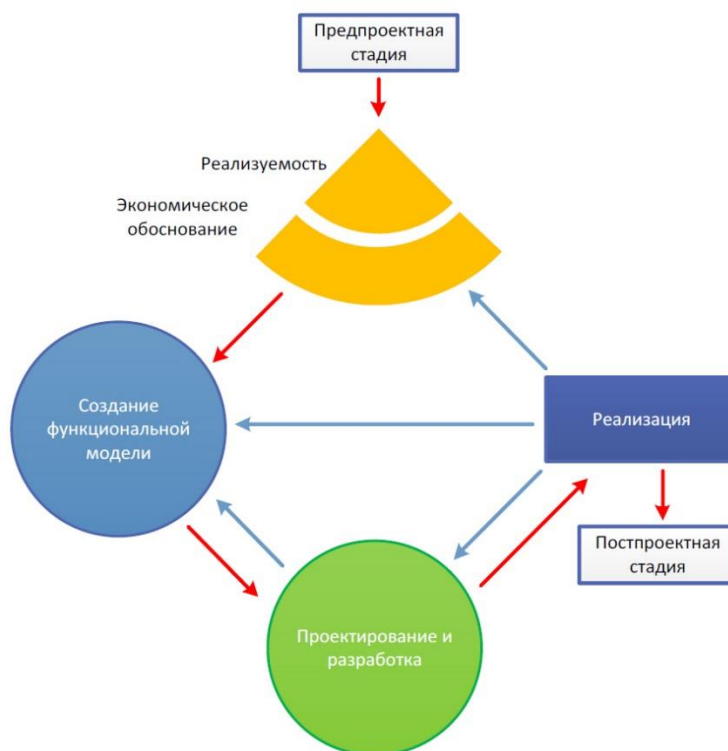 Предпроектная
стадия
Реализуемость
Экономическое
обоснование
Создание
функциональной
модели
Реализация
Постпроектная
стадия
Проектирование и
разработка